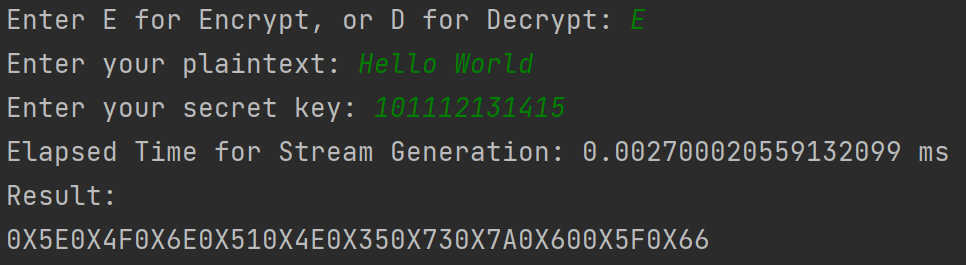 Enter E for Encrypt, or D for Decrypt: E
Enter your plaintext: Hello World
Enter your secret key: 101112131415
Elapsed Time for Stream Generation: 0.002700020559132099 ms
Result:
0X5E0X4F0X6E0X510X4E0X350X730X7A0X600X5F0X66